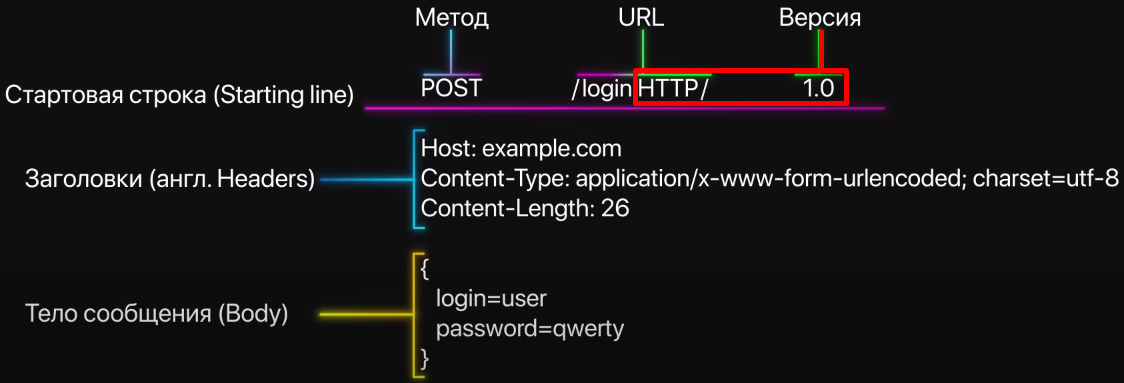 Метод URL Версия
Стартовая строка (Starting line) POST /login HTTP/ 1.0
Заголовки (англ. Headers)
Host: example.com
Content-Type: application/x-www-form-urlencoded; charset=utf-8
Content-Length: 26
Тело сообщения (Body)
{
login=user
password=qwerty
}